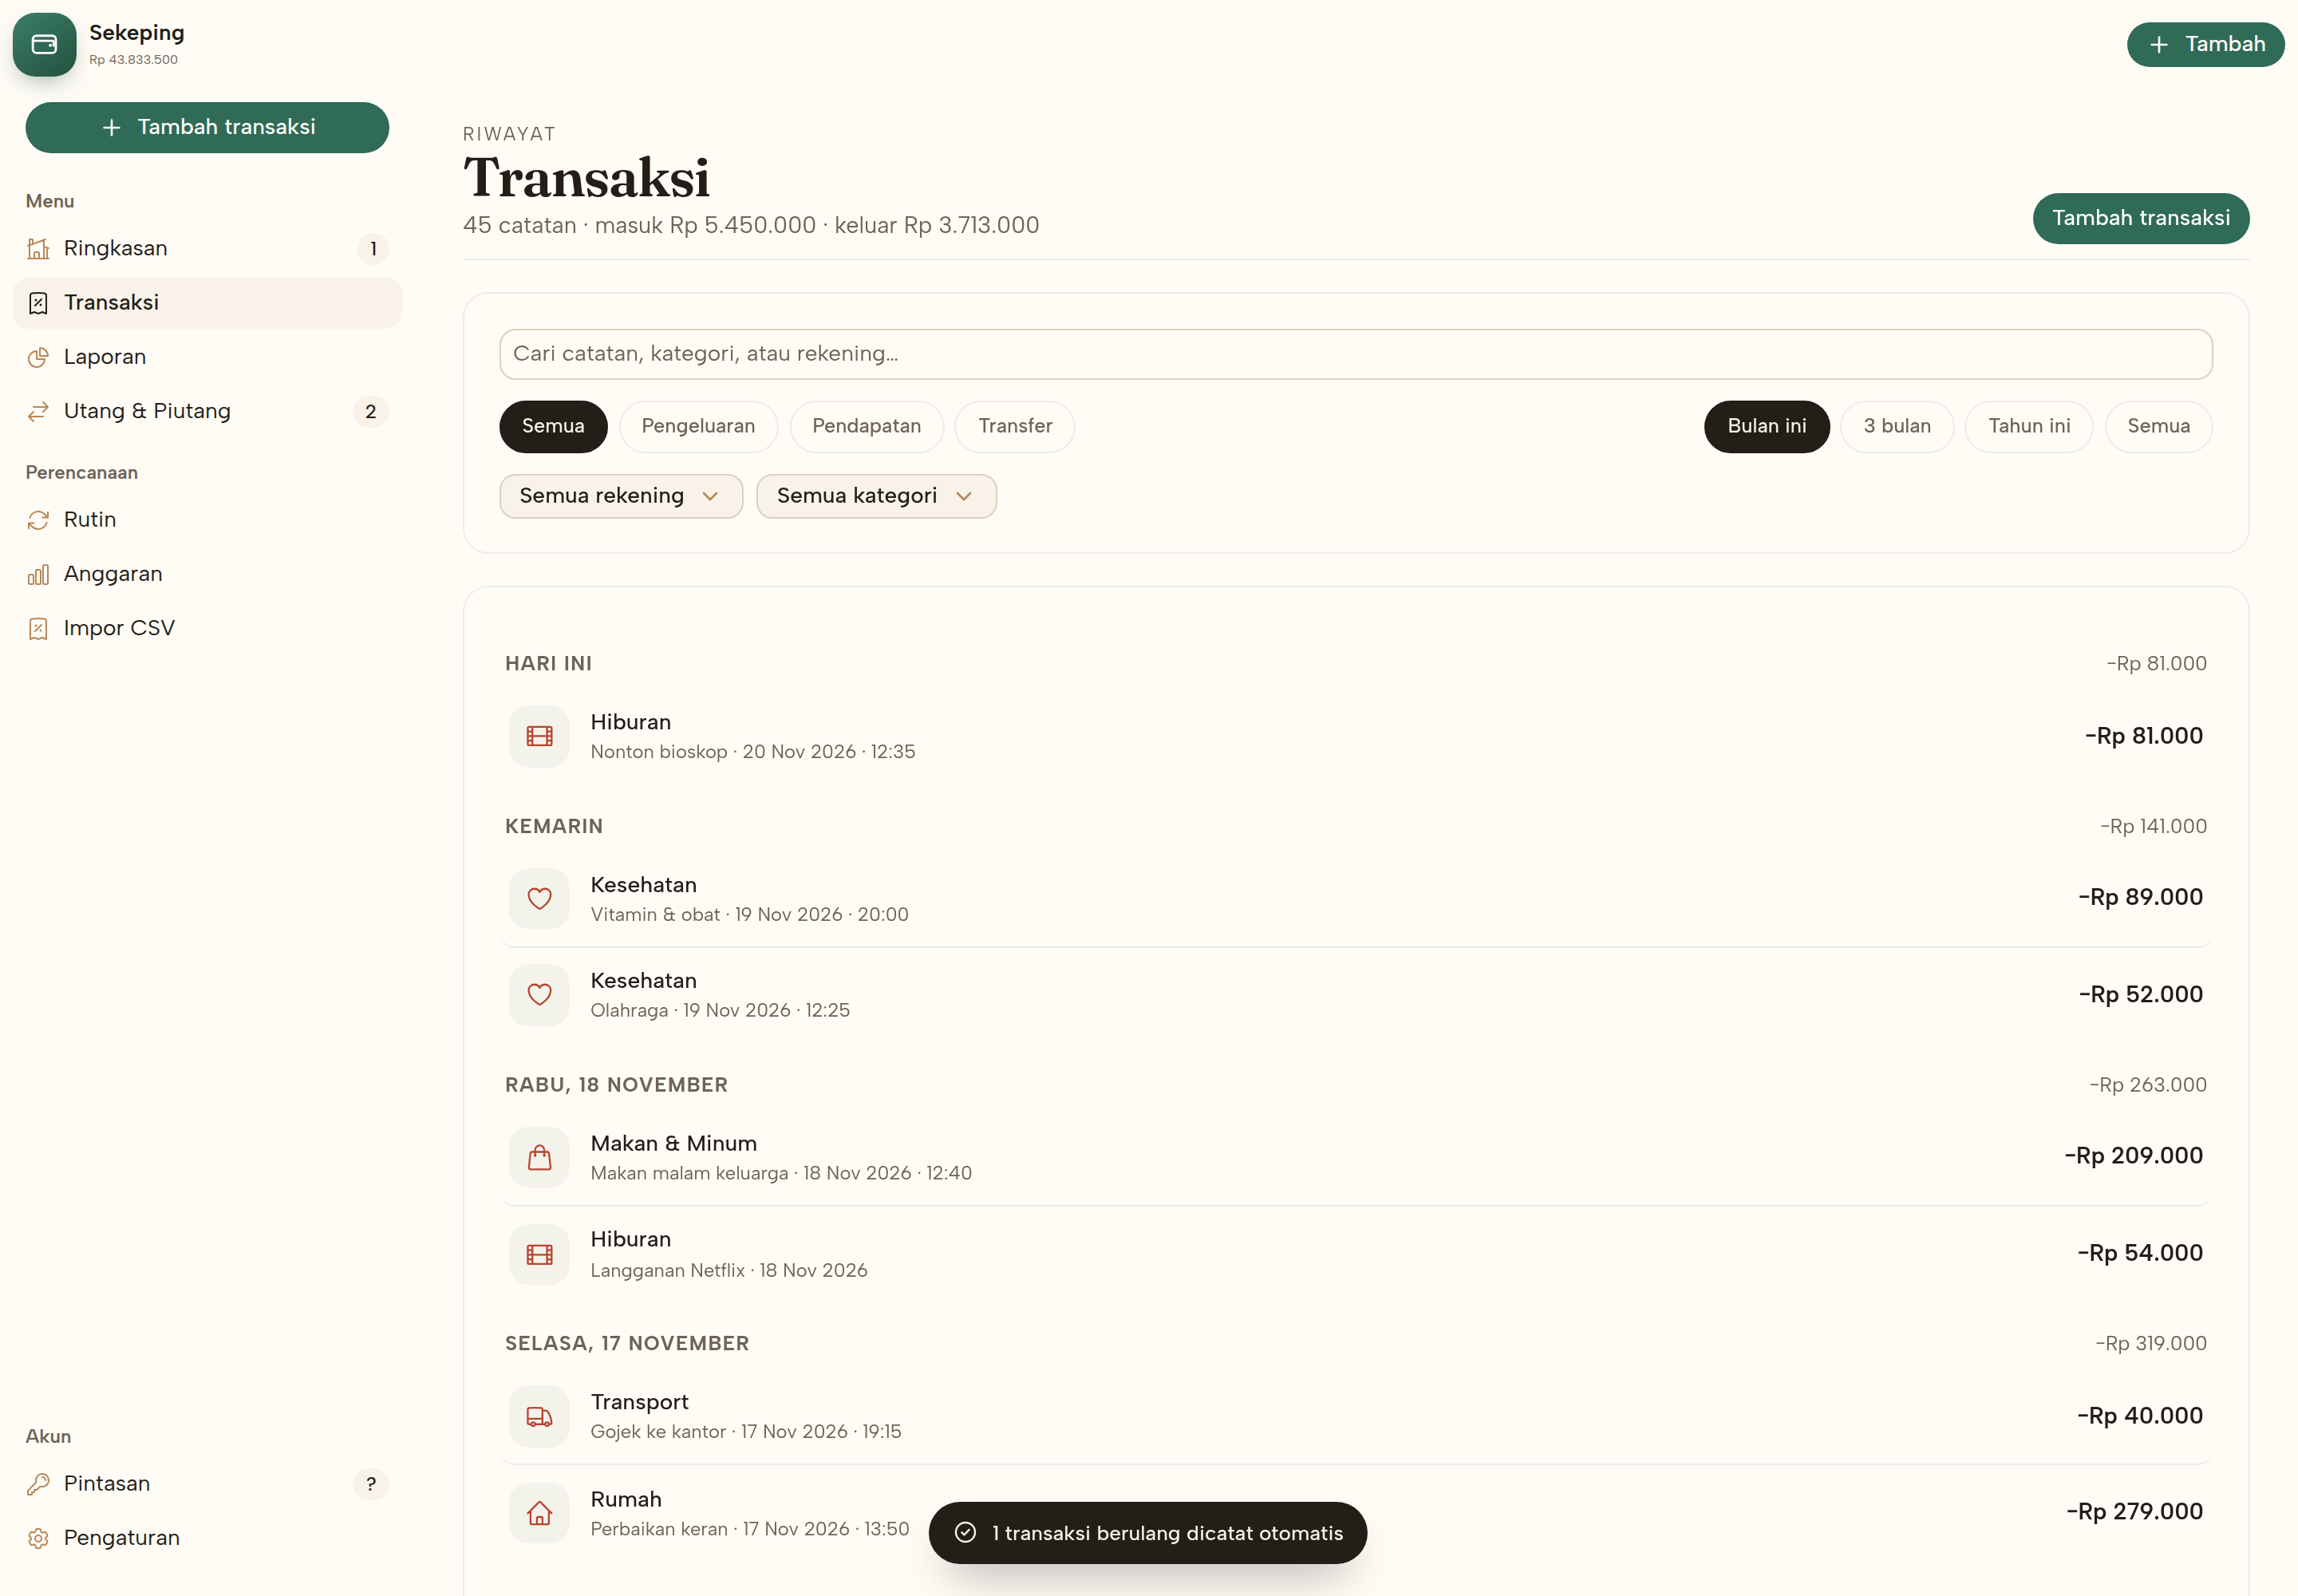 Sekeping
Rp 43.833.500
Tambah
Tambah transaksi
Menu
Ringkasan 1
Transaksi
Laporan
Utang & Piutang 2
Perencanaan
Rutin
Anggaran
Impor CSV
Akun
Pintasan ?
Pengaturan
RIWAYAT
Transaksi
45 catatan · masuk Rp 5.450.000 · keluar Rp 3.713.000
Tambah transaksi
Cari catatan, kategori, atau rekening…
Semua Pengeluaran Pendapatan Transfer Bulan ini 3 bulan Tahun ini Semua
Semua rekening Semua kategori
HARI INI −Rp 81.000
Hiburan −Rp 81.000
Nonton bioskop · 20 Nov 2026 · 12:35
KEMARIN −Rp 141.000
Kesehatan −Rp 89.000
Vitamin & obat · 19 Nov 2026 · 20:00
Kesehatan −Rp 52.000
Olahraga · 19 Nov 2026 · 12:25
RABU, 18 NOVEMBER −Rp 263.000
Makan & Minum −Rp 209.000
Makan malam keluarga · 18 Nov 2026 · 12:40
Hiburan −Rp 54.000
Langganan Netflix · 18 Nov 2026
SELASA, 17 NOVEMBER −Rp 319.000
Transport −Rp 40.000
Gojek ke kantor · 17 Nov 2026 · 19:15
Rumah −Rp 279.000
Perbaikan keran · 17 Nov 2026 · 13:50
1 transaksi berulang dicatat otomatis